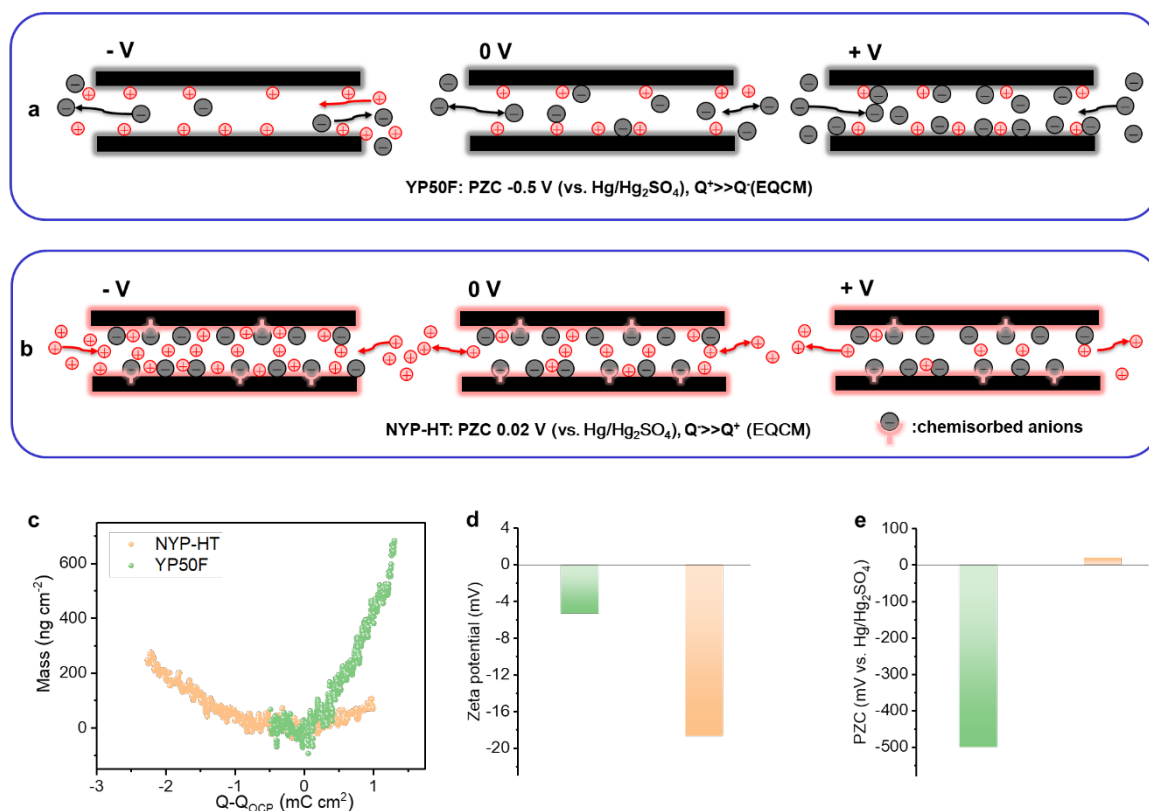 - V
0 V
+ V
a
YP50F: PZC -0.5 V (vs. Hg/Hg₂SO₄), Q⁺>>Q⁻(EQCM)
- V
0 V
+ V
b
NYP-HT: PZC 0.02 V (vs. Hg/Hg₂SO₄), Q⁻>>Q⁺ (EQCM)
:chemisorbed anions
c
NYP-HT
YP50F
Mass (ng cm⁻²)
600
400
200
0
-3
-2
-1
0
1
Q-Q_OCP (mC cm²)
d
Zeta potential (mV)
4
0
-4
-8
-12
-16
-20
e
PZC (mV vs. Hg/Hg₂SO₄)
100
0
-100
-200
-300
-400
-500